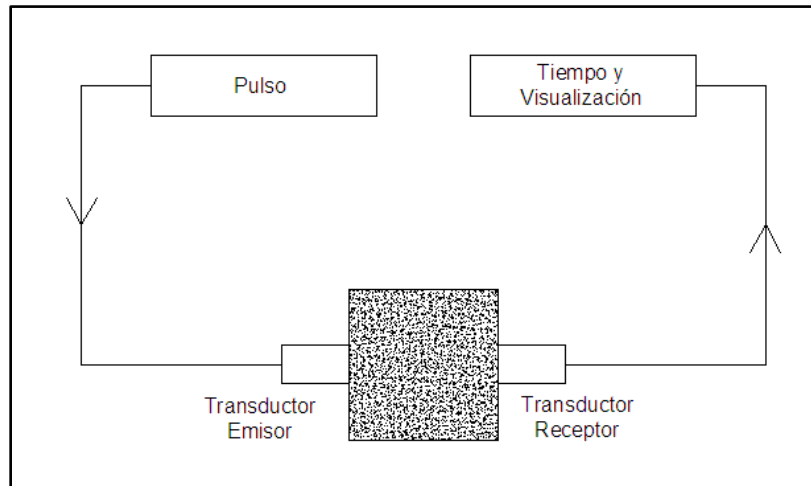 Pulso
Tiempo y
Visualización
Transductor
Emisor
Transductor
Receptor